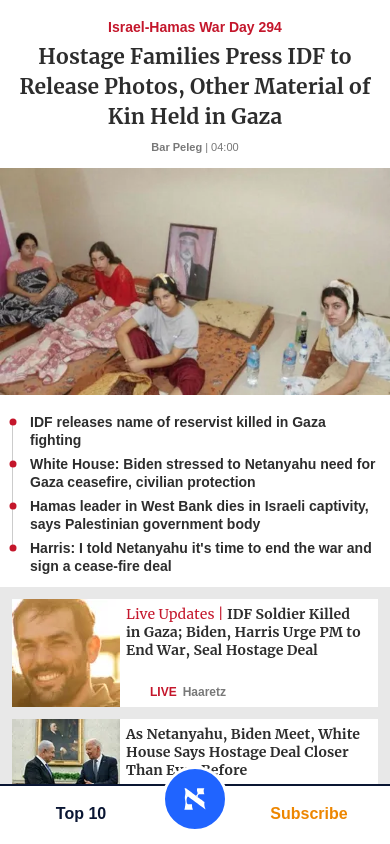 Israel-Hamas War Day 294
Hostage Families Press IDF to
Release Photos, Other Material of
Kin Held in Gaza
Bar Peleg | 04:00
IDF releases name of reservist killed in Gaza
fighting
White House: Biden stressed to Netanyahu need for
Gaza ceasefire, civilian protection
Hamas leader in West Bank dies in Israeli captivity,
says Palestinian government body
Harris: I told Netanyahu it's time to end the war and
sign a cease-fire deal
Live Updates | IDF Soldier Killed
in Gaza; Biden, Harris Urge PM to
End War, Seal Hostage Deal
LIVE Haaretz
As Netanyahu, Biden Meet, White
House Says Hostage Deal Closer
Than Ever Before
Top 10
Subscribe